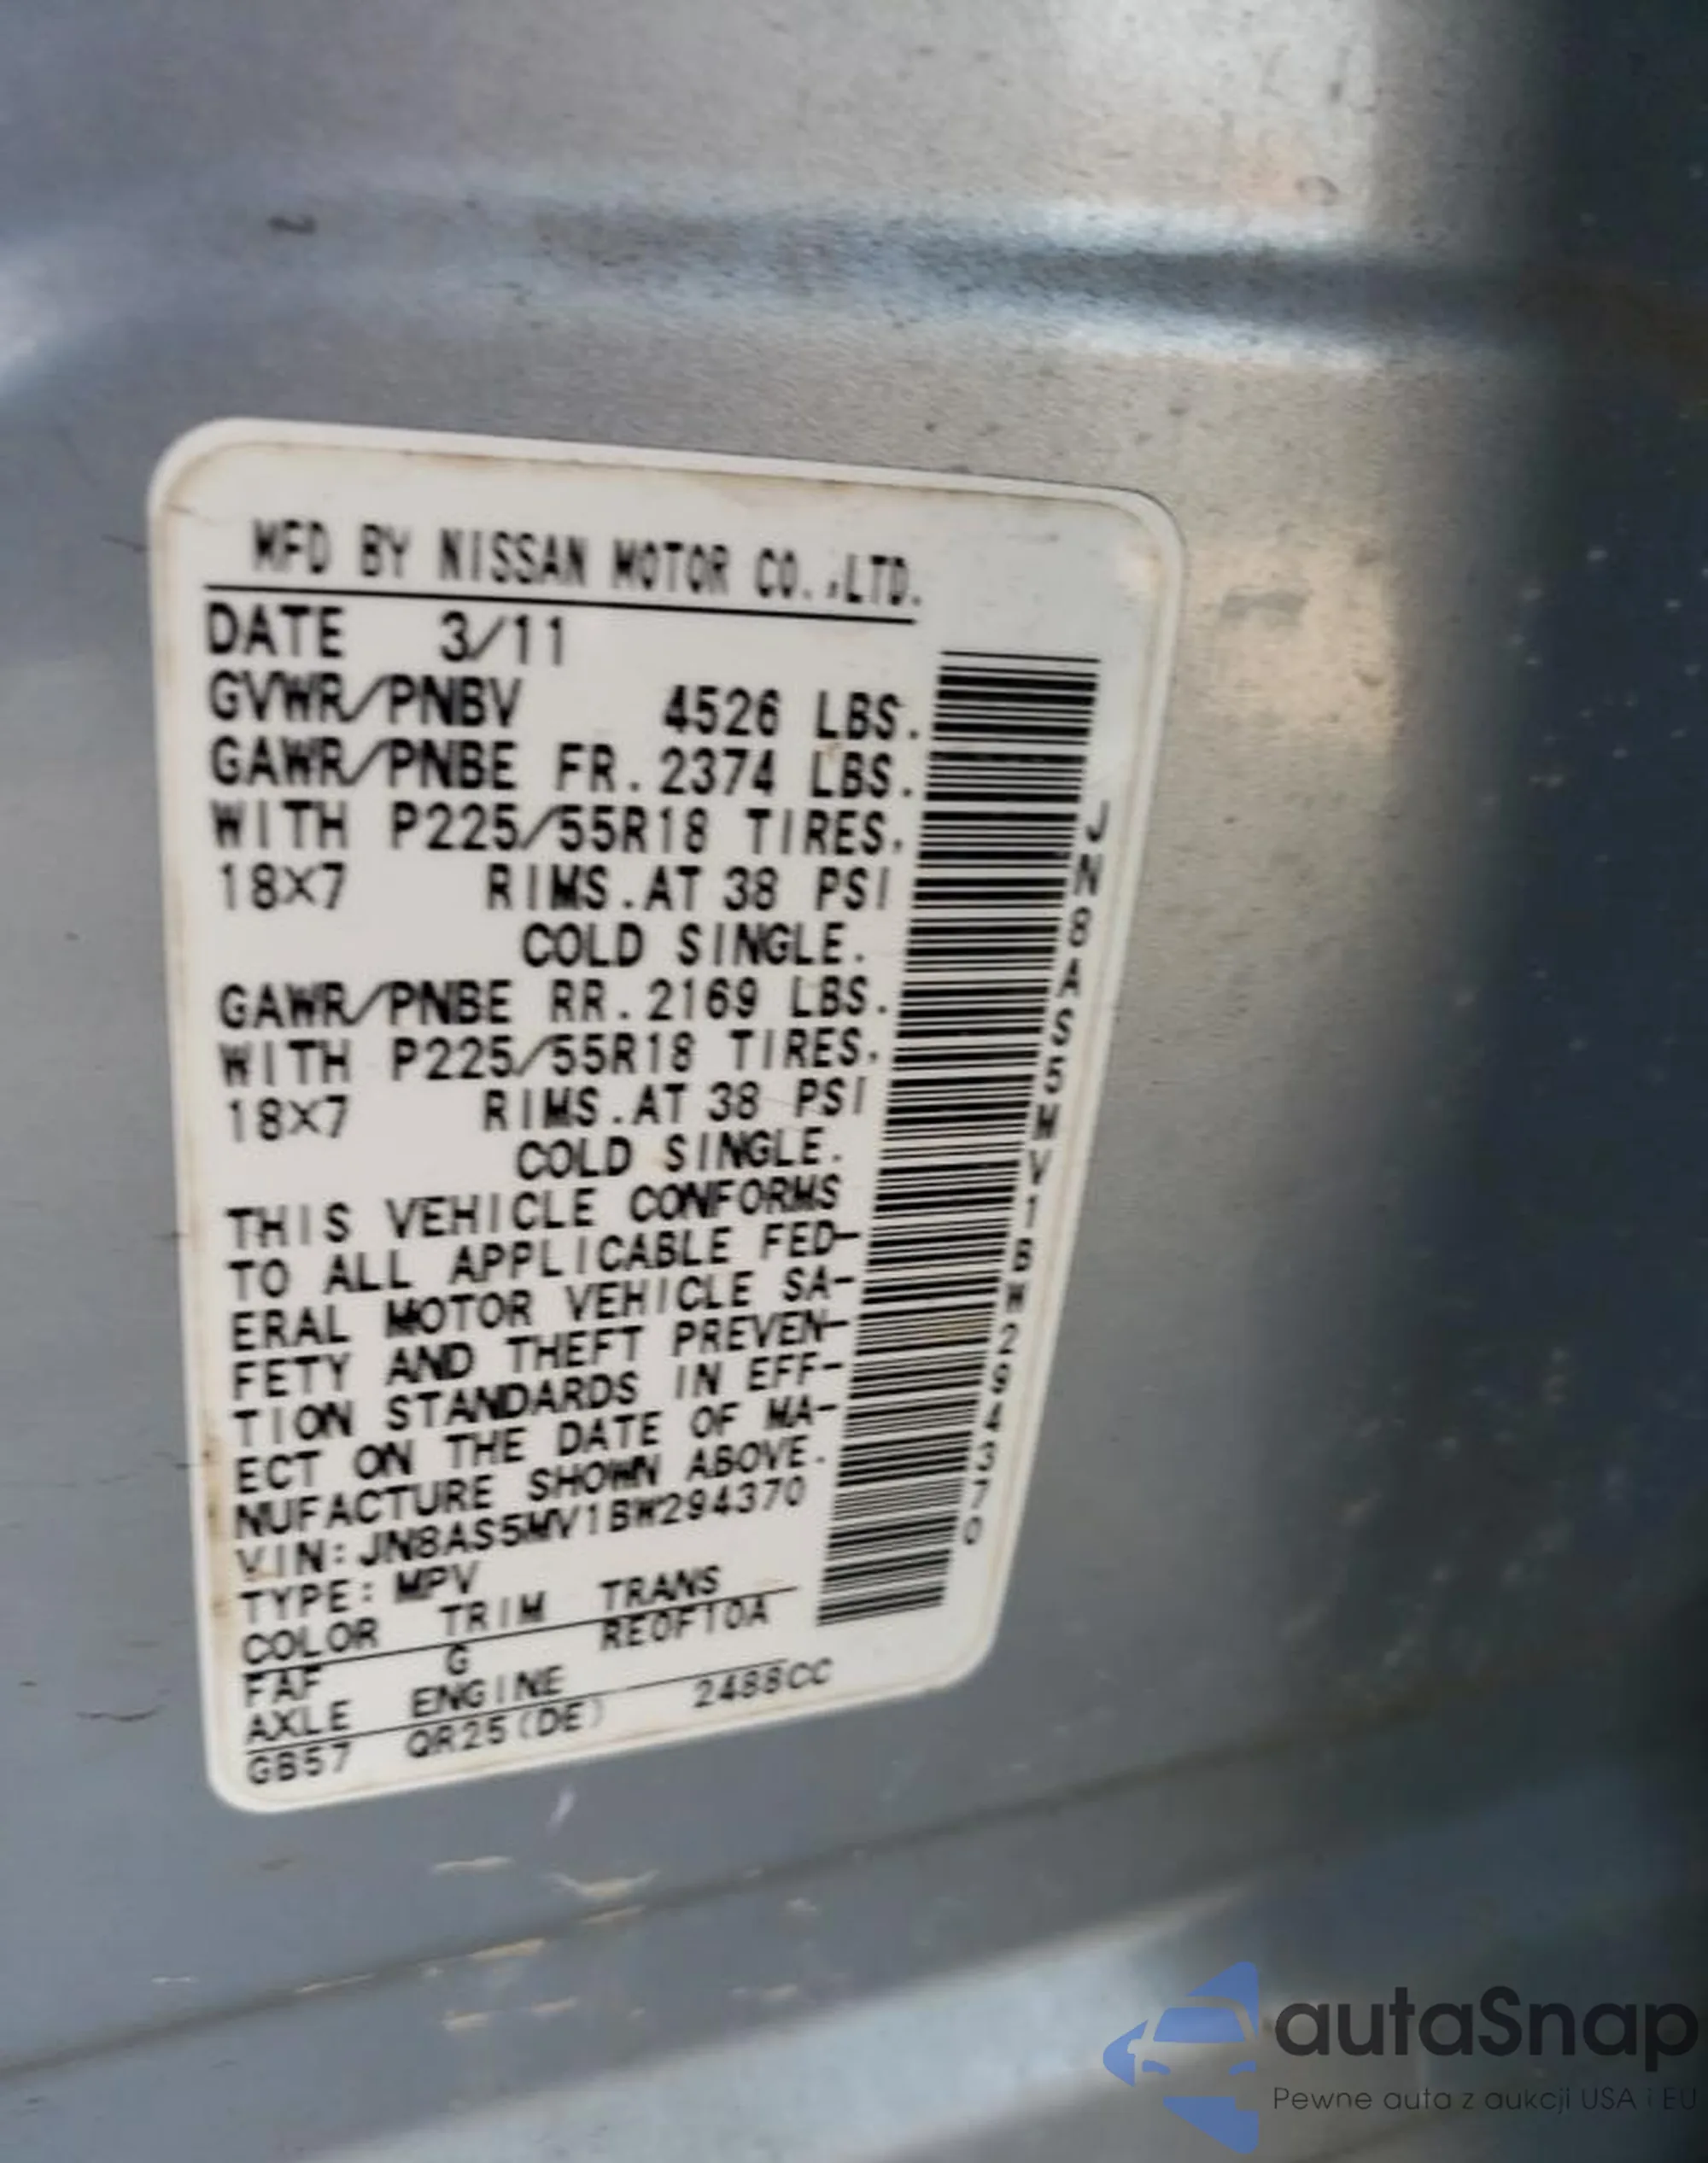 MFD BY NISSAN MOTOR CO.,LTD.
DATE 3/11
GVWR/PNBV 4526 LBS.
GAWR/PNBE FR. 2374 LBS.
WITH P225/55R18 TIRES.
18X7 RIMS.AT 38 PSI
COLD SINGLE.
GAWR/PNBE RR. 2169 LBS.
WITH P225/55R18 TIRES.
18X7 RIMS.AT 38 PSI
COLD SINGLE.
THIS VEHICLE CONFORMS
TO ALL APPLICABLE FED-
ERAL MOTOR VEHICLE SA-
FETY AND THEFT PREVEN-
TION STANDARDS IN EFF-
ECT ON THE DATE OF MA-
NUFACTURE SHOWN ABOVE.
VIN: JN8AS5MV1BW294370
TYPE: MPV
COLOR TRIM TRANS
FAF G RE0F10A
AXLE ENGINE
GB57 QR25(DE) 2488CC
JN8AS5MV1BW294370
autaSnap
Pewne auta z aukcji USA i EU